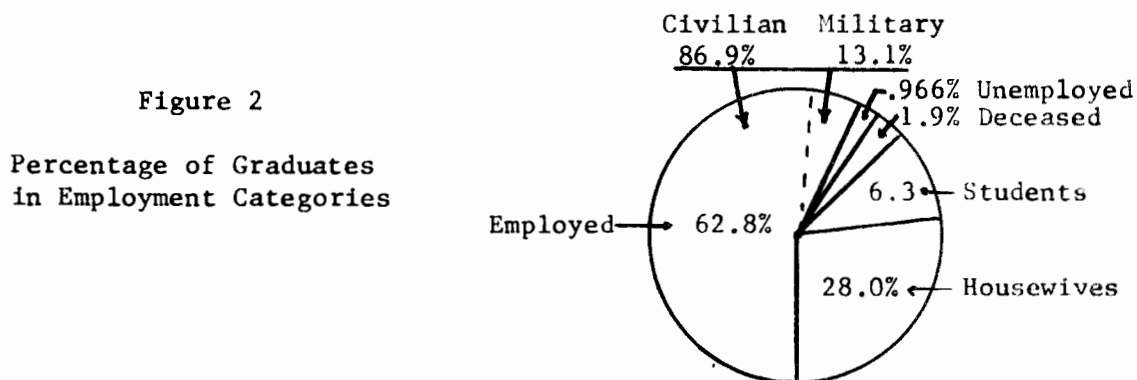 Figure 2
Percentage of Graduates
in Employment Categories
Civilian Military
86.9% 13.1%
.966% Unemployed
1.9% Deceased
6.3 Students
Employed 62.8%
28.0% Housewives